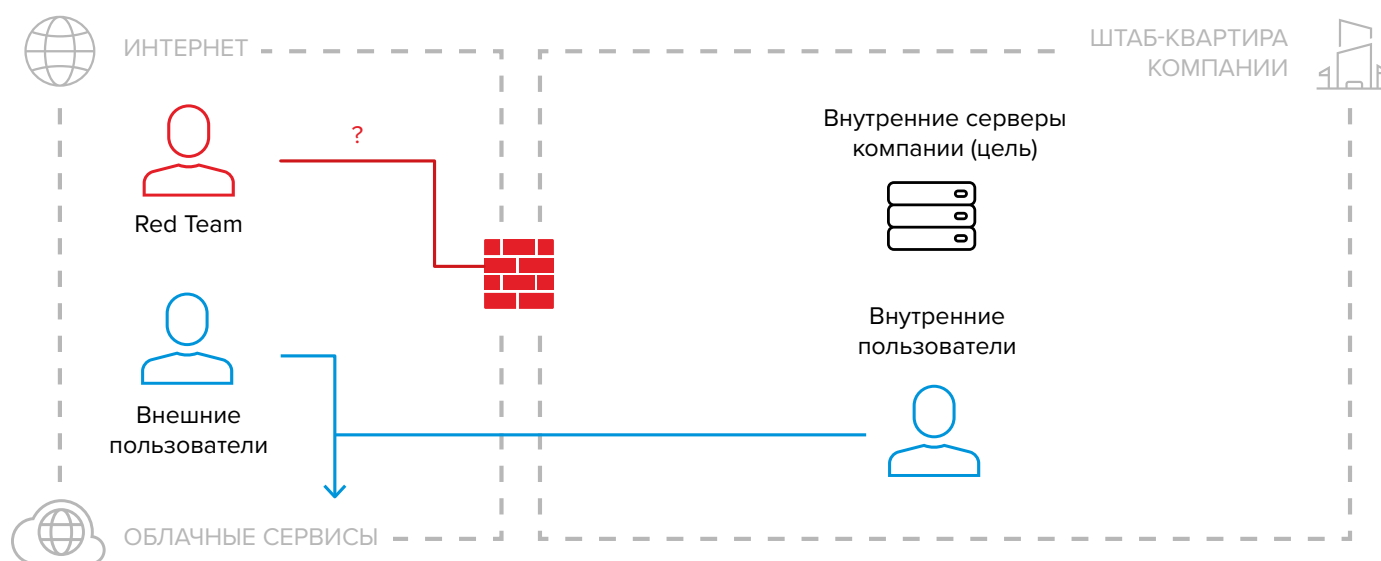 ИНТЕРНЕТ
ШТАБ-КВАРТИРА
КОМПАНИИ
?
Red Team
Внутренние серверы
компании (цель)
Внутренние
пользователи
Внешние
пользователи
ОБЛАЧНЫЕ СЕРВИСЫ